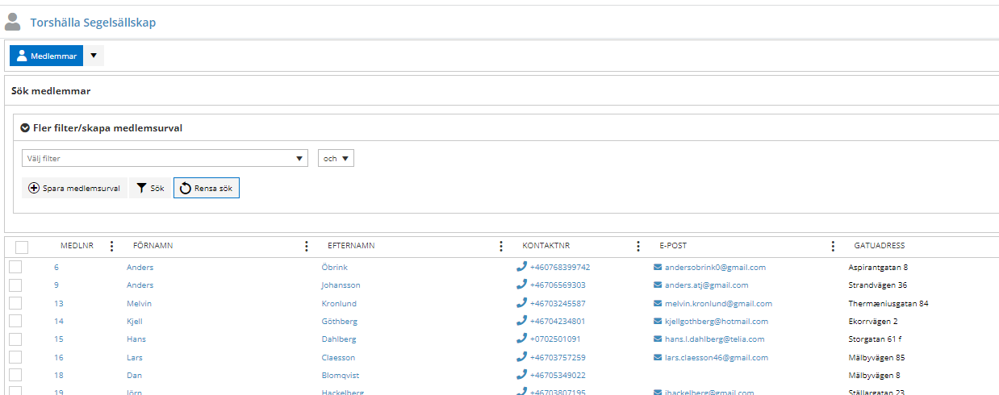 Torshälla Segelsällskap
Medlemmar
Sök medlemmar
Fler filter/skapa medlemsurval
Välj filter och
Spara medlemsurval Sök Rensa sök
MEDLNR FÖRNAMN EFTERNAMN KONTAKTNR E-POST GATUADRESS
6 Anders Öbrink +460768399742 andersobrink0@gmail.com Aspirantgatan 8
9 Anders Johansson +46706569303 anders.atj@gmail.com Strandvägen 36
13 Melvin Kronlund +46703245587 melvin.kronlund@gmail.com Thermæniusgatan 84
14 Kjell Göthberg +46704234801 kjellgothberg@hotmail.com Ekorrvägen 2
15 Hans Dahlberg +0702501091 hans.l.dahlberg@telia.com Storgatan 61 f
16 Lars Claesson +46703757259 lars.claesson46@gmail.com Mälbyvägen 85
18 Dan Blomqvist +46705349022 Mälbyvägen 8
19 Jörn Hackelberg +46703807195 jhackelberg@gmail.com Ställargatan 23